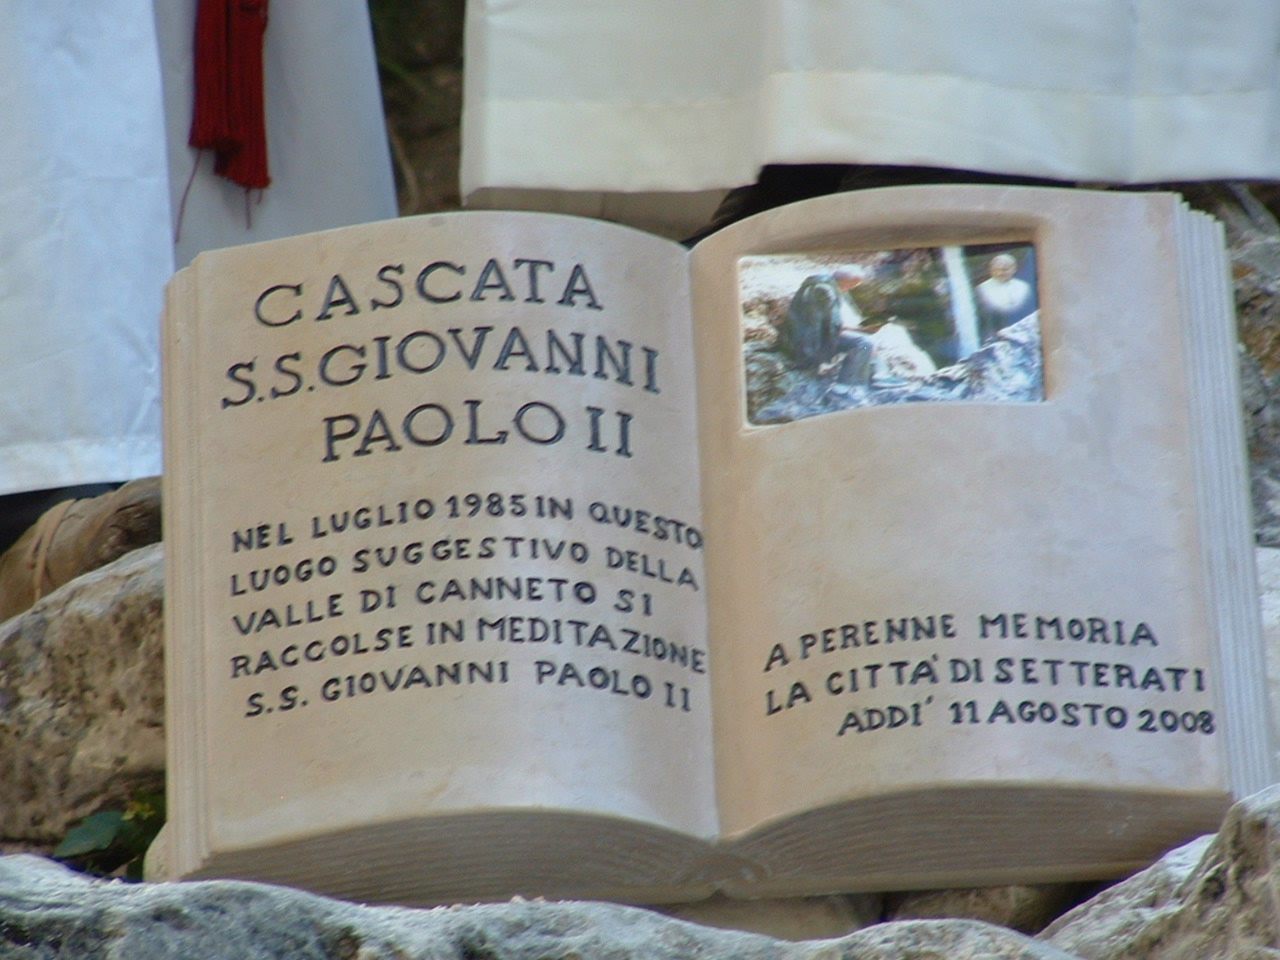 CASCATA
S.S.GIOVANNI
PAOLO II
NEL LUGLIO 1985 IN QUESTO
LUOGO SUGGESTIVO DELLA
VALLE DI CANNETO SI
RACCOLSE IN MEDITAZIONE
S.S. GIOVANNI PAOLO II
A PERENNE MEMORIA
LA CITTA' DI SETTERATI
ADDI' 11 AGOSTO 2008